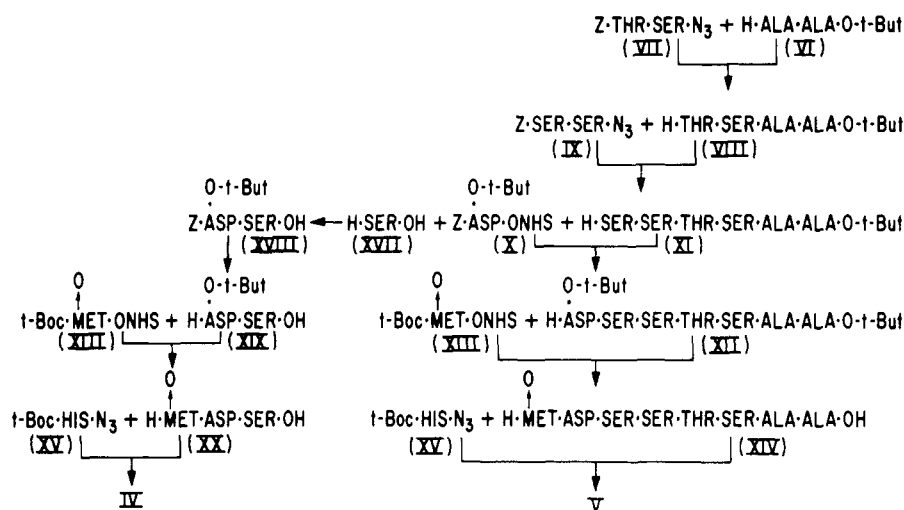 Z·THR·SER·N₃ + H·ALA·ALA·O-t-But
(VII) (VI)
Z·SER·SER·N₃ + H·THR·SER·ALA·ALA·O-t-But
(IX) (VIII)
O-t-But O-t-But
Z·ASP·SER·OH ← H·SER·OH + Z·ASP·ONHS + H·SER·SER·THR·SER·ALA·ALA·O-t-But
(XVIII) (XVII) (X) (XI)
O O-t-But O O-t-But
t-Boc·MET·ONHS + H·ASP·SER·OH t-Boc·MET·ONHS + H·ASP·SER·SER·THR·SER·ALA·ALA·O-t-But
(XIII) (XIX) (XIII) (XII)
O O
t-Boc·HIS·N₃ + H·MET·ASP·SER·OH t-Boc·HIS·N₃ + H·MET·ASP·SER·SER·THR·SER·ALA·ALA·OH
(XV) (XX) (XV) (XIV)
IV V